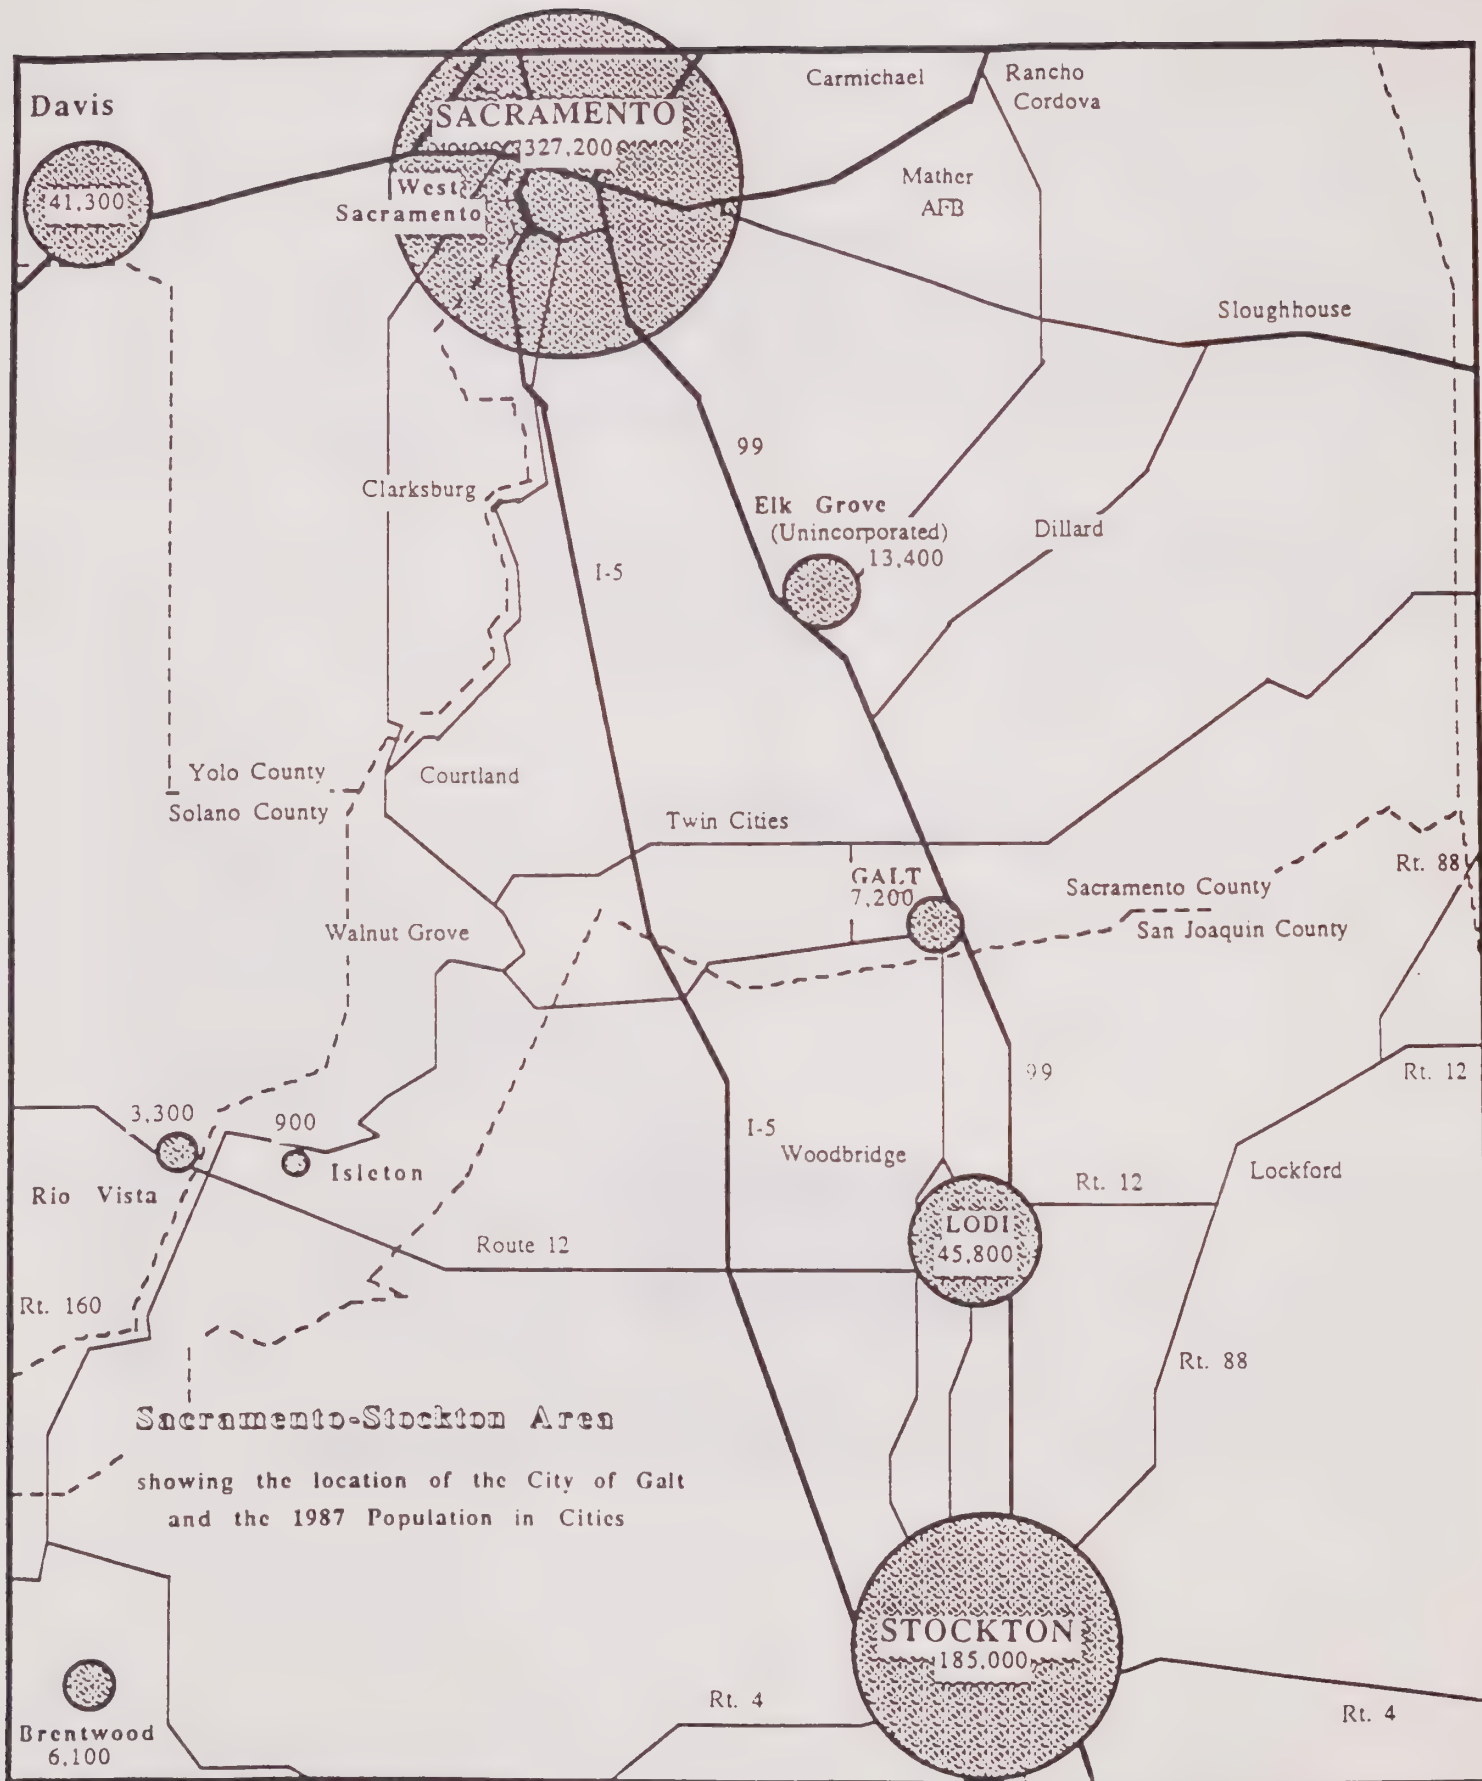 Davis
41,300
SACRAMENTO
327,200
West
Sacramento
Carmichael
Rancho
Cordova
Mather
AFB
Sloughhouse
99
Clarksburg
Elk Grove
(Unincorporated)
13,400
Dillard
I-5
Yolo County
Solano County
Courtland
Twin Cities
GALT
7,200
Sacramento County
San Joaquin County
Rt. 88
Walnut Grove
99
Rt. 12
3,300
900
Rio Vista
Isleton
I-5
Woodbridge
Rt. 12
Lockford
LODI
45,800
Route 12
Rt. 160
Rt. 88
Sacramento-Stockton Area
showing the location of the City of Galt
and the 1987 Population in Cities
STOCKTON
185,000
Rt. 4
Rt. 4
Brentwood
6,100